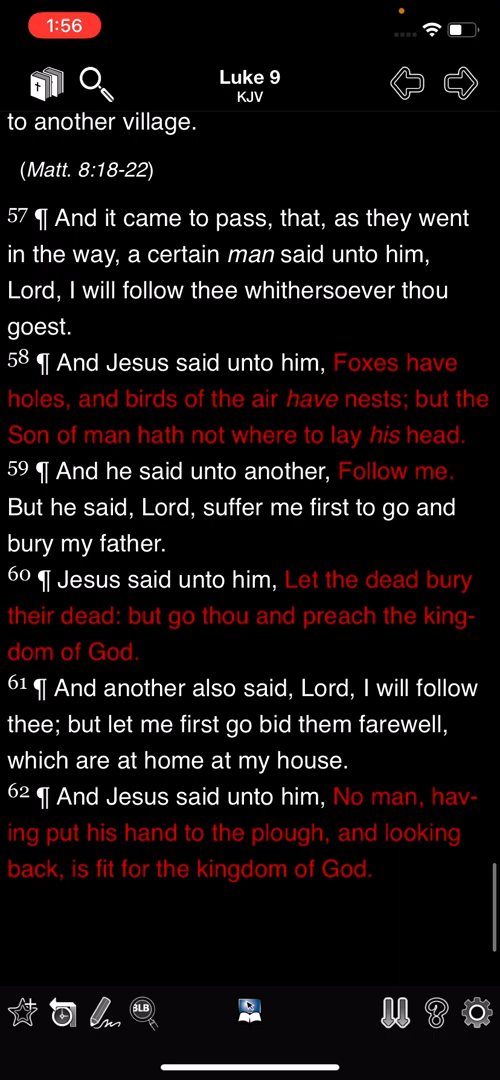 1:56
Luke 9
KJV
to another village.
(Matt. 8:18-22)
57 ¶ And it came to pass, that, as they went
in the way, a certain man said unto him,
Lord, I will follow thee whithersoever thou
goest.
58 ¶ And Jesus said unto him, Foxes have
holes, and birds of the air have nests; but the
Son of man hath not where to lay his head.
59 ¶ And he said unto another, Follow me.
But he said, Lord, suffer me first to go and
bury my father.
60 ¶ Jesus said unto him, Let the dead bury
their dead: but go thou and preach the king-
dom of God.
61 ¶ And another also said, Lord, I will follow
thee; but let me first go bid them farewell,
which are at home at my house.
62 ¶ And Jesus said unto him, No man, hav-
ing put his hand to the plough, and looking
back, is fit for the kingdom of God.
BLB